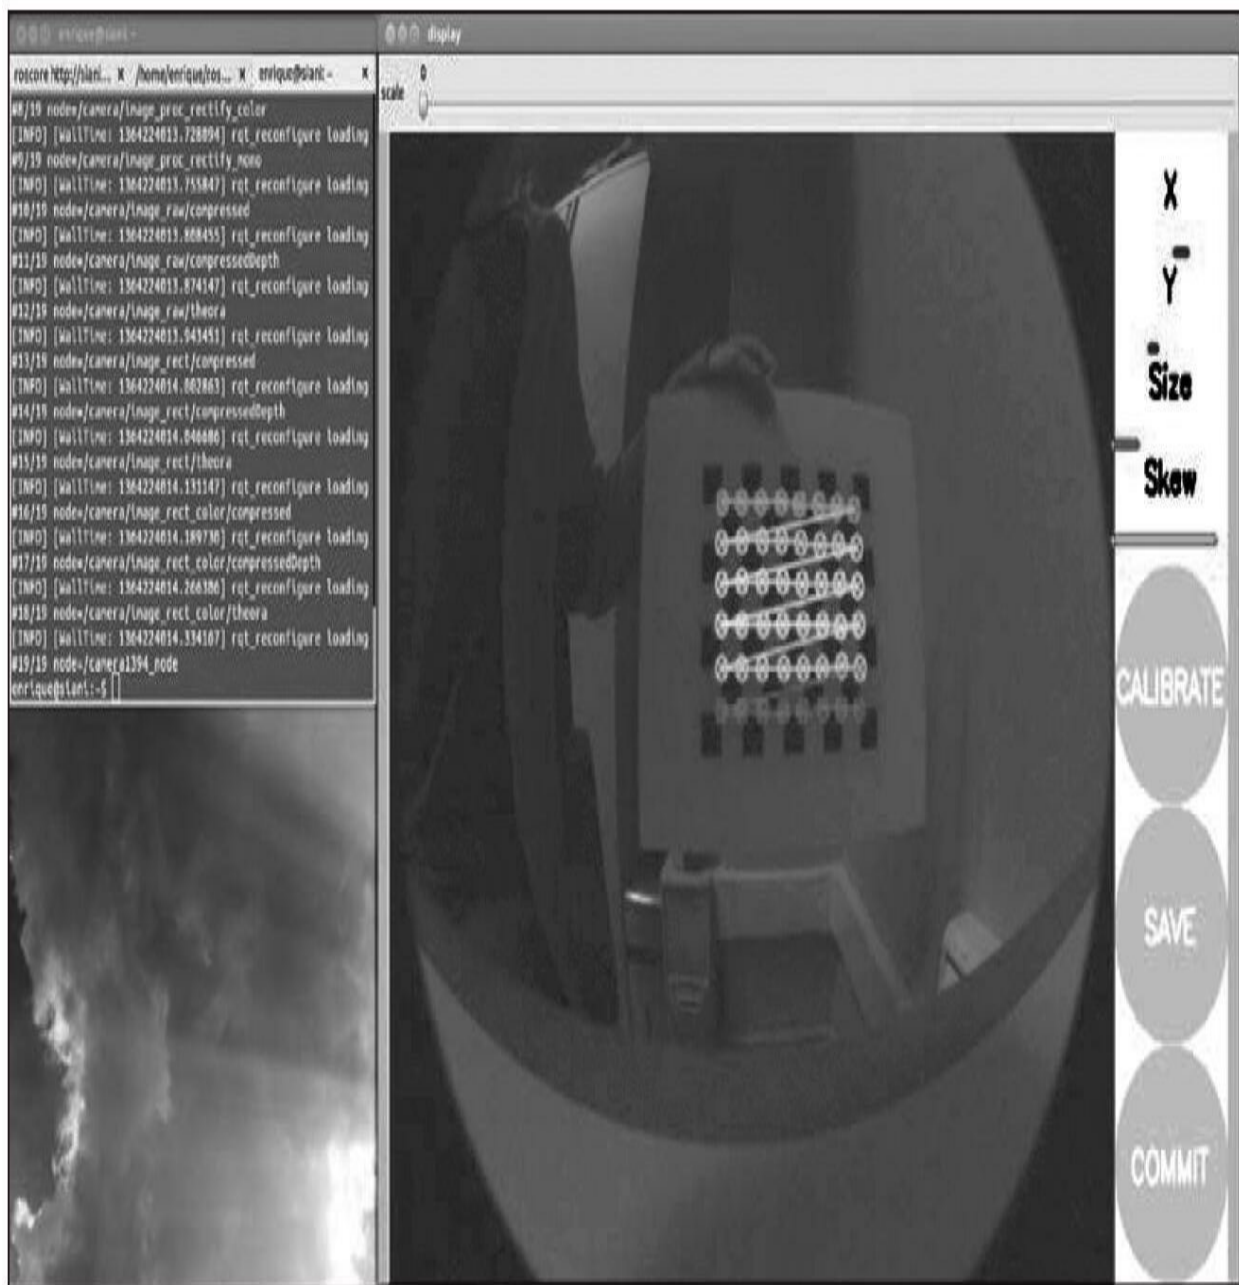 enrique@siani: ~
roscore http://siani... x /home/enrique/ros... x enrique@siani: ~ x
#8/19 node=/camera/image_proc_rectify_color
[INFO] [WallTime: 1364224013.728094] rqt_reconfigure loading
#9/19 node=/camera/image_proc_rectify_mono
[INFO] [WallTime: 1364224013.755847] rqt_reconfigure loading
#10/19 node=/camera/image_raw/compressed
[INFO] [WallTime: 1364224013.808455] rqt_reconfigure loading
#11/19 node=/camera/image_raw/compressedDepth
[INFO] [WallTime: 1364224013.874147] rqt_reconfigure loading
#12/19 node=/camera/image_raw/theora
[INFO] [WallTime: 1364224013.943451] rqt_reconfigure loading
#13/19 node=/camera/image_rect/compressed
[INFO] [WallTime: 1364224014.002863] rqt_reconfigure loading
#14/19 node=/camera/image_rect/compressedDepth
[INFO] [WallTime: 1364224014.046606] rqt_reconfigure loading
#15/19 node=/camera/image_rect/theora
[INFO] [WallTime: 1364224014.131147] rqt_reconfigure loading
#16/19 node=/camera/image_rect_color/compressed
[INFO] [WallTime: 1364224014.189730] rqt_reconfigure loading
#17/19 node=/camera/image_rect_color/compressedDepth
[INFO] [WallTime: 1364224014.266306] rqt_reconfigure loading
#18/19 node=/camera/image_rect_color/theora
[INFO] [WallTime: 1364224014.334107] rqt_reconfigure loading
#19/19 node=/camera1394_node
enrique@siani:~$
display
0
scale
X
Y
Size
Skew
CALIBRATE
SAVE
COMMIT